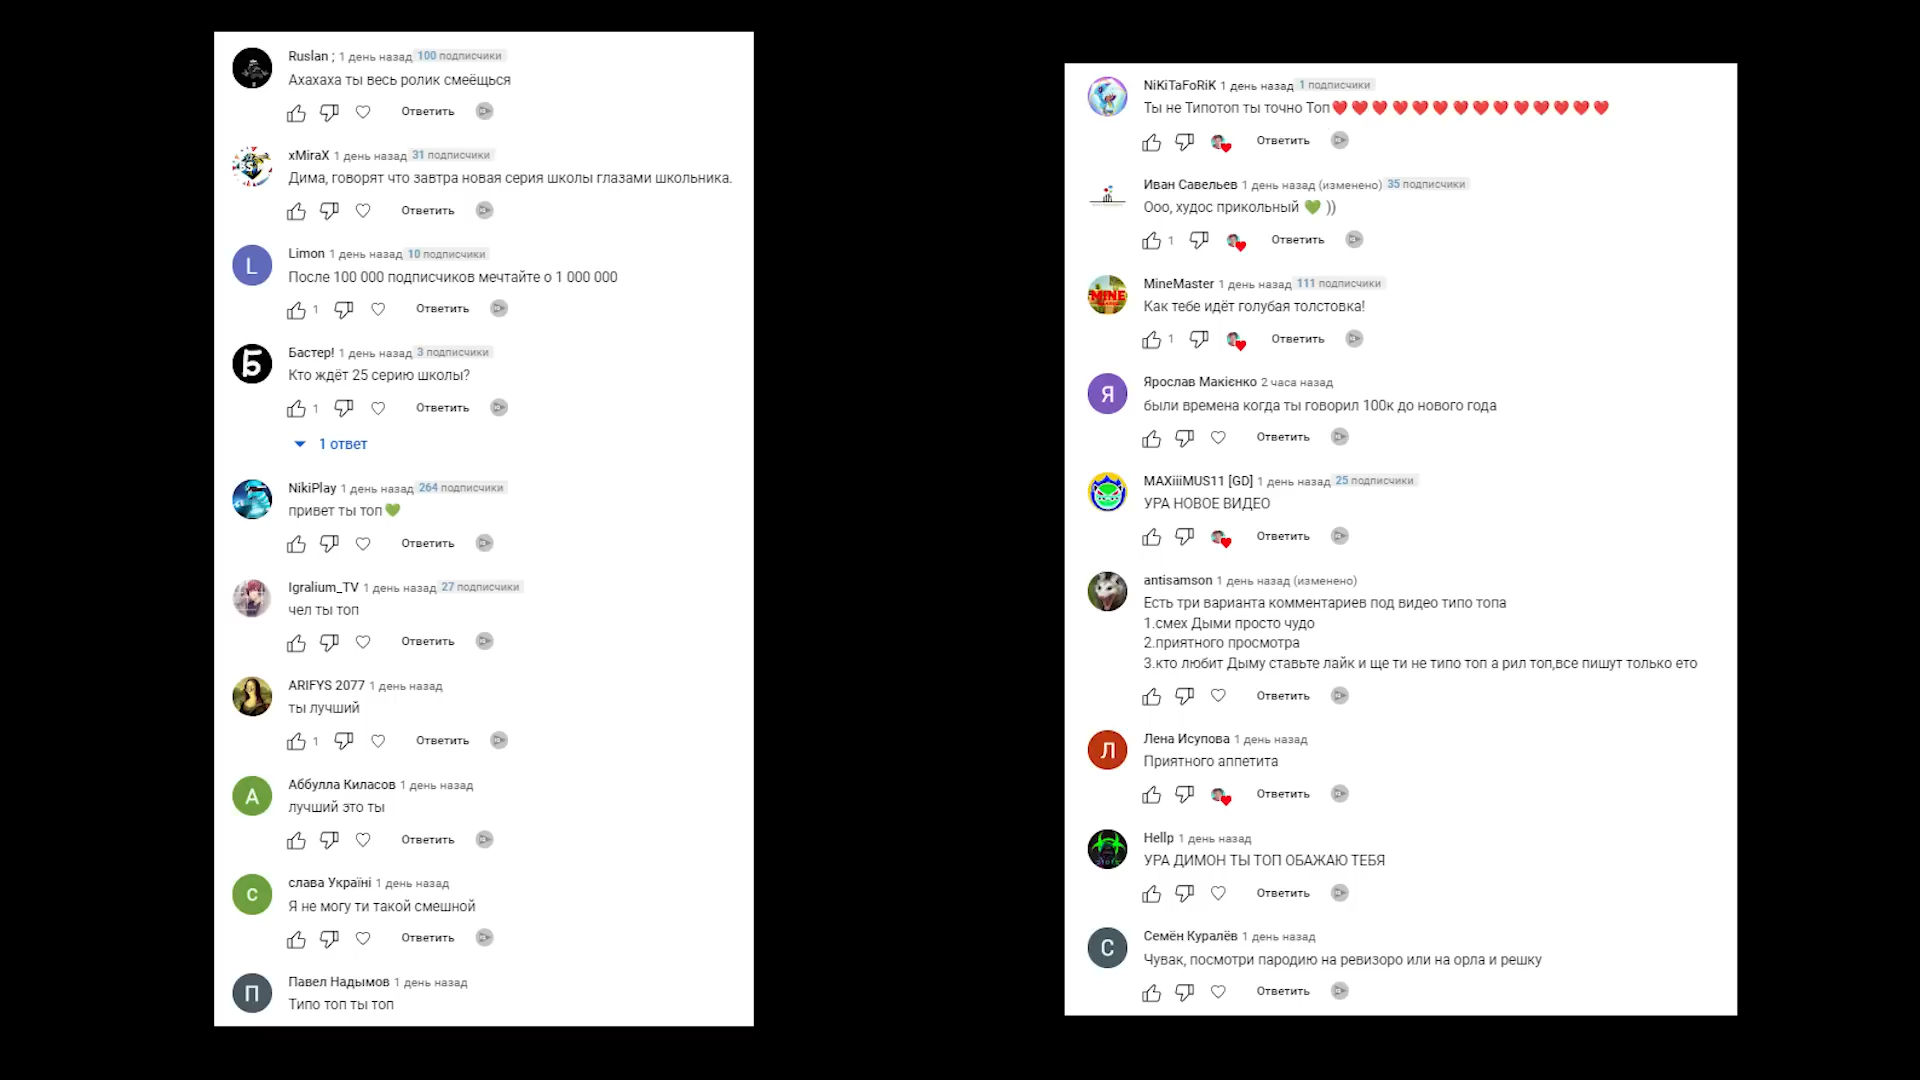 Ruslan ; 1 день назад 100 подписчики
Ахахаха ты весь ролик смеёщься
Ответить
xMiraX 1 день назад 31 подписчики
Дима, говорят что завтра новая серия школы глазами школьника.
Ответить
L
Limon 1 день назад 10 подписчики
После 100 000 подписчиков мечтайте о 1 000 000
1 Ответить
Б
Бастер! 1 день назад 3 подписчики
Кто ждёт 25 серию школы?
1 Ответить
1 ответ
NikiPlay 1 день назад 264 подписчики
привет ты топ💚
Ответить
Igralium_TV 1 день назад 27 подписчики
чел ты топ
Ответить
ARIFYS 2077 1 день назад
ты лучший
1 Ответить
А
Аббулла Киласов 1 день назад
лучший это ты
Ответить
с
слава Україні 1 день назад
Я не могу ти такой смешной
Ответить
П
Павел Надымов 1 день назад
Типо топ ты топ
NiKiTaFoRiK 1 день назад 1 подписчики
Ты не Типотоп ты точно Топ❤❤❤❤❤❤❤❤❤❤❤❤❤❤
Ответить
Иван Савельев 1 день назад (изменено) 35 подписчики
Ооо, худос прикольный 💚 ))
1 Ответить
MINE
MineMaster 1 день назад 111 подписчики
Как тебе идёт голубая толстовка!
1 Ответить
Я
Ярослав Макієнко 2 часа назад
были времена когда ты говорил 100к до нового года
Ответить
MAXiiiMUS11 [GD] 1 день назад 25 подписчики
УРА НОВОЕ ВИДЕО
Ответить
antisamson 1 день назад (изменено)
Есть три варианта комментариев под видео типо топа
1.смех Дыми просто чудо
2.приятного просмотра
3.кто любит Дыму ставьте лайк и ще ти не типо топ а рил топ,все пишут только ето
Ответить
Л
Лена Исупова 1 день назад
Приятного аппетита
Ответить
Hellp 1 день назад
УРА ДИМОН ТЫ ТОП ОБАЖАЮ ТЕБЯ
Ответить
С
Семён Куралёв 1 день назад
Чувак, посмотри пародию на ревизоро или на орла и решку
Ответить